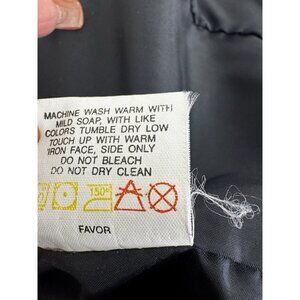 MACHINE WASH WARM WITH
MILD SOAP, WITH LIKE
COLORS TUMBLE DRY LOW
TOUCH UP WITH WARM
IRON FACE, SIDE ONLY
DO NOT BLEACH
DO NOT DRY CLEAN
150°
FAVOR